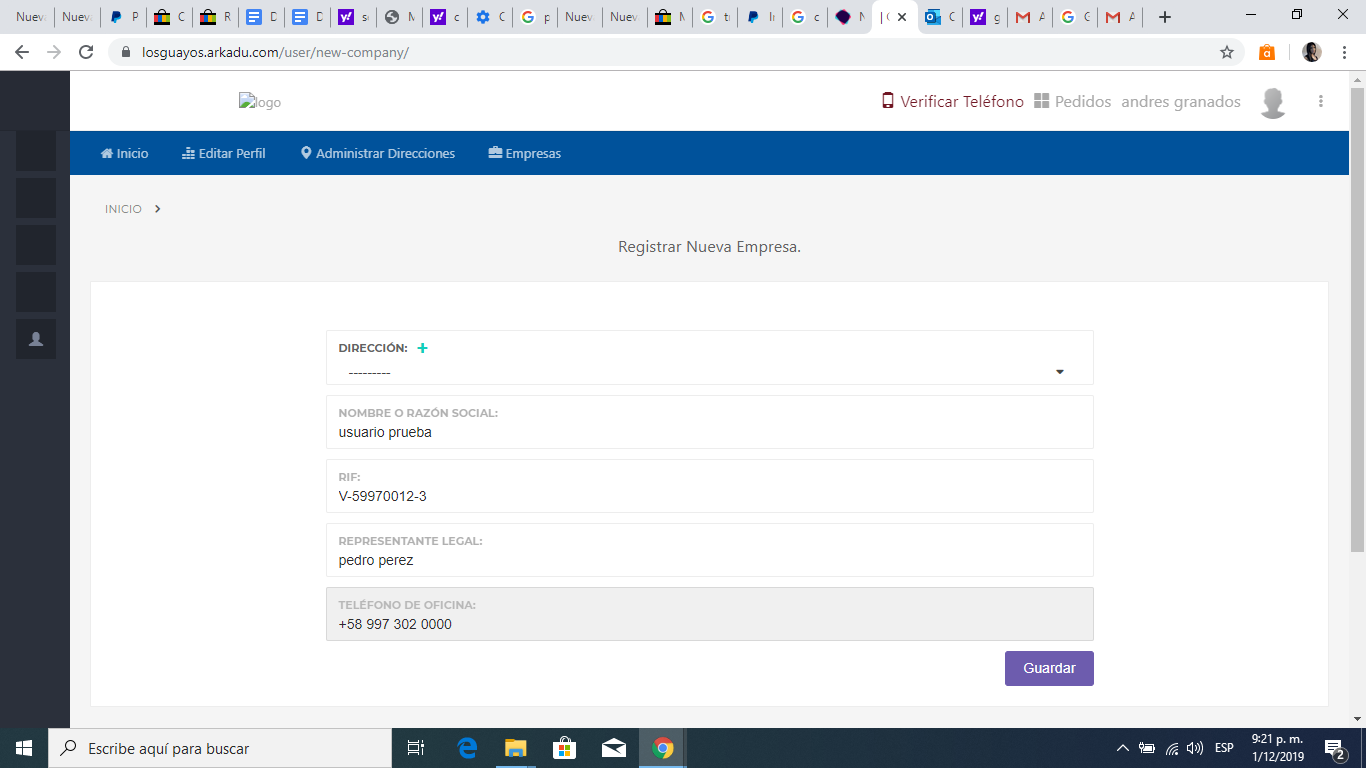 Nuev
Nuev
P
C
R
D
D
s
M
c
C
p
Nuev
Nuev
M
t
I
c
N
C
g
A
G
A
losguayos.arkadu.com/user/new-company/
logo
Verificar Teléfono
Pedidos
andres granados
Inicio
Editar Perfil
Administrar Direcciones
Empresas
INICIO
Registrar Nueva Empresa.
DIRECCIÓN: +
---------
NOMBRE O RAZÓN SOCIAL:
usuario prueba
RIF:
V-59970012-3
REPRESENTANTE LEGAL:
pedro perez
TELÉFONO DE OFICINA:
+58 997 302 0000
Guardar
Escribe aquí para buscar
ESP
9:21 p. m.
1/12/2019
2